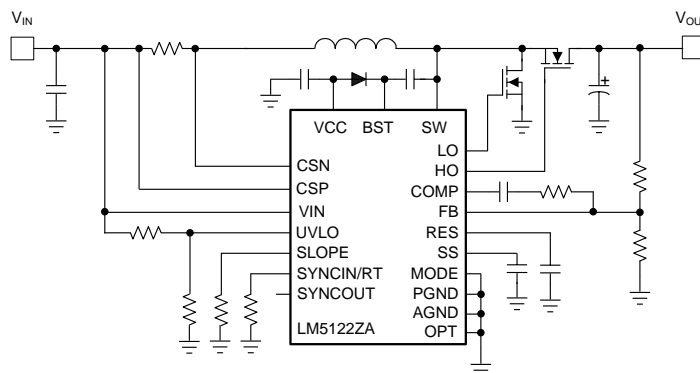 VIN
VOUT
+
VCC BST SW
LO
HO
COMP
FB
RES
SS
MODE
PGND
AGND
OPT
CSN
CSP
VIN
UVLO
SLOPE
SYNCIN/RT
SYNCOUT
LM5122ZA